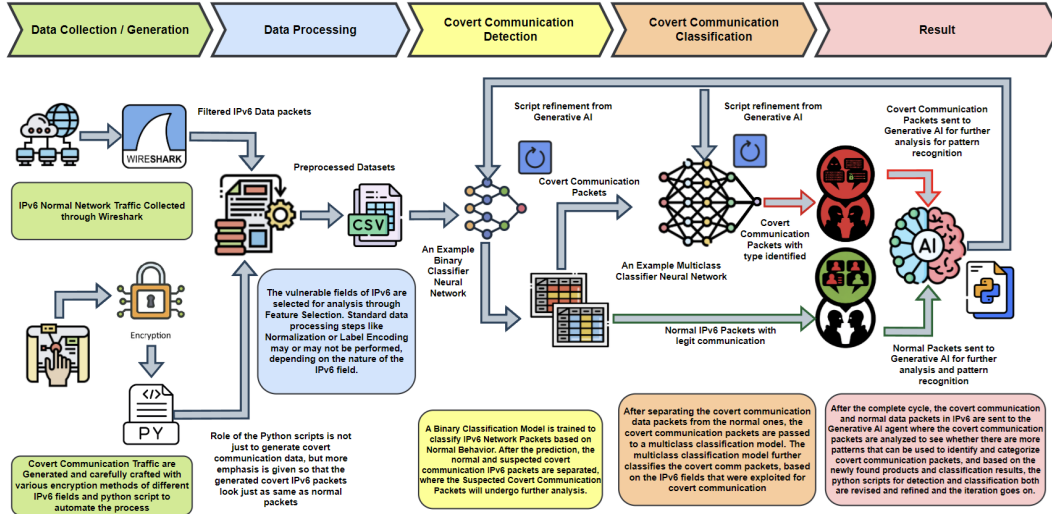 Data Collection / Generation
Data Processing
Covert Communication
Detection
Covert Communication
Classification
Result
Filtered IPv6 Data packets
WIRESHARK
IPv6 Normal Network Traffic Collected
through Wireshark
Preprocessed Datasets
CSV
Script refinement from
Generative AI
Covert Communication
Packets
An Example
Binary
Classifier
Neural
Network
Script refinement from
Generative AI
An Example Multiclass
Classifier Neural Network
Covert
Communication
Packets with
type identified
Normal IPv6 Packets with
legit communication
Covert Communication
Packets sent to
Generative AI for further
analysis for pattern
recognition
AI
Normal Packets sent to
Generative AI for further
analysis and pattern
recognition
Encryption
</>
PY
The vulnerable fields of IPv6 are
selected for analysis through
Feature Selection. Standard data
processing steps like
Normalization or Label Encoding
may or may not be performed,
depending on the nature of the
IPv6 field.
Covert Communication Traffic are
Generated and carefully crafted with
various encryption methods of different
IPv6 fields and python script to
automate the process
Role of the Python scripts is not
just to generate covert
communication data, but more
emphasis is given so that the
generated covert IPv6 packets
look just as same as normal
packets
A Binary Classification Model is trained to
classify IPv6 Network Packets based on
Normal Behavior. After the prediction, the
normal and suspected covert
communication IPv6 packets are separated,
where the Suspected Covert Communication
Packets will undergo further analysis.
After separating the covert communication
data packets from the normal ones, the
covert communication packets are passed
to a multiclass classification model. The
multiclass classification model further
classifies the covert comm packets, based
on the IPv6 fields that were exploited for
covert communication
After the complete cycle, the covert communication
and normal data packets in IPv6 are sent to the
Generative AI agent where the covert communication
packets are analyzed to see whether there are more
patterns that can be used to identify and categorize
covert communication packets, and based on the
newly found products and classification results, the
python scripts for detection and classification both
are revised and refined and the iteration goes on.